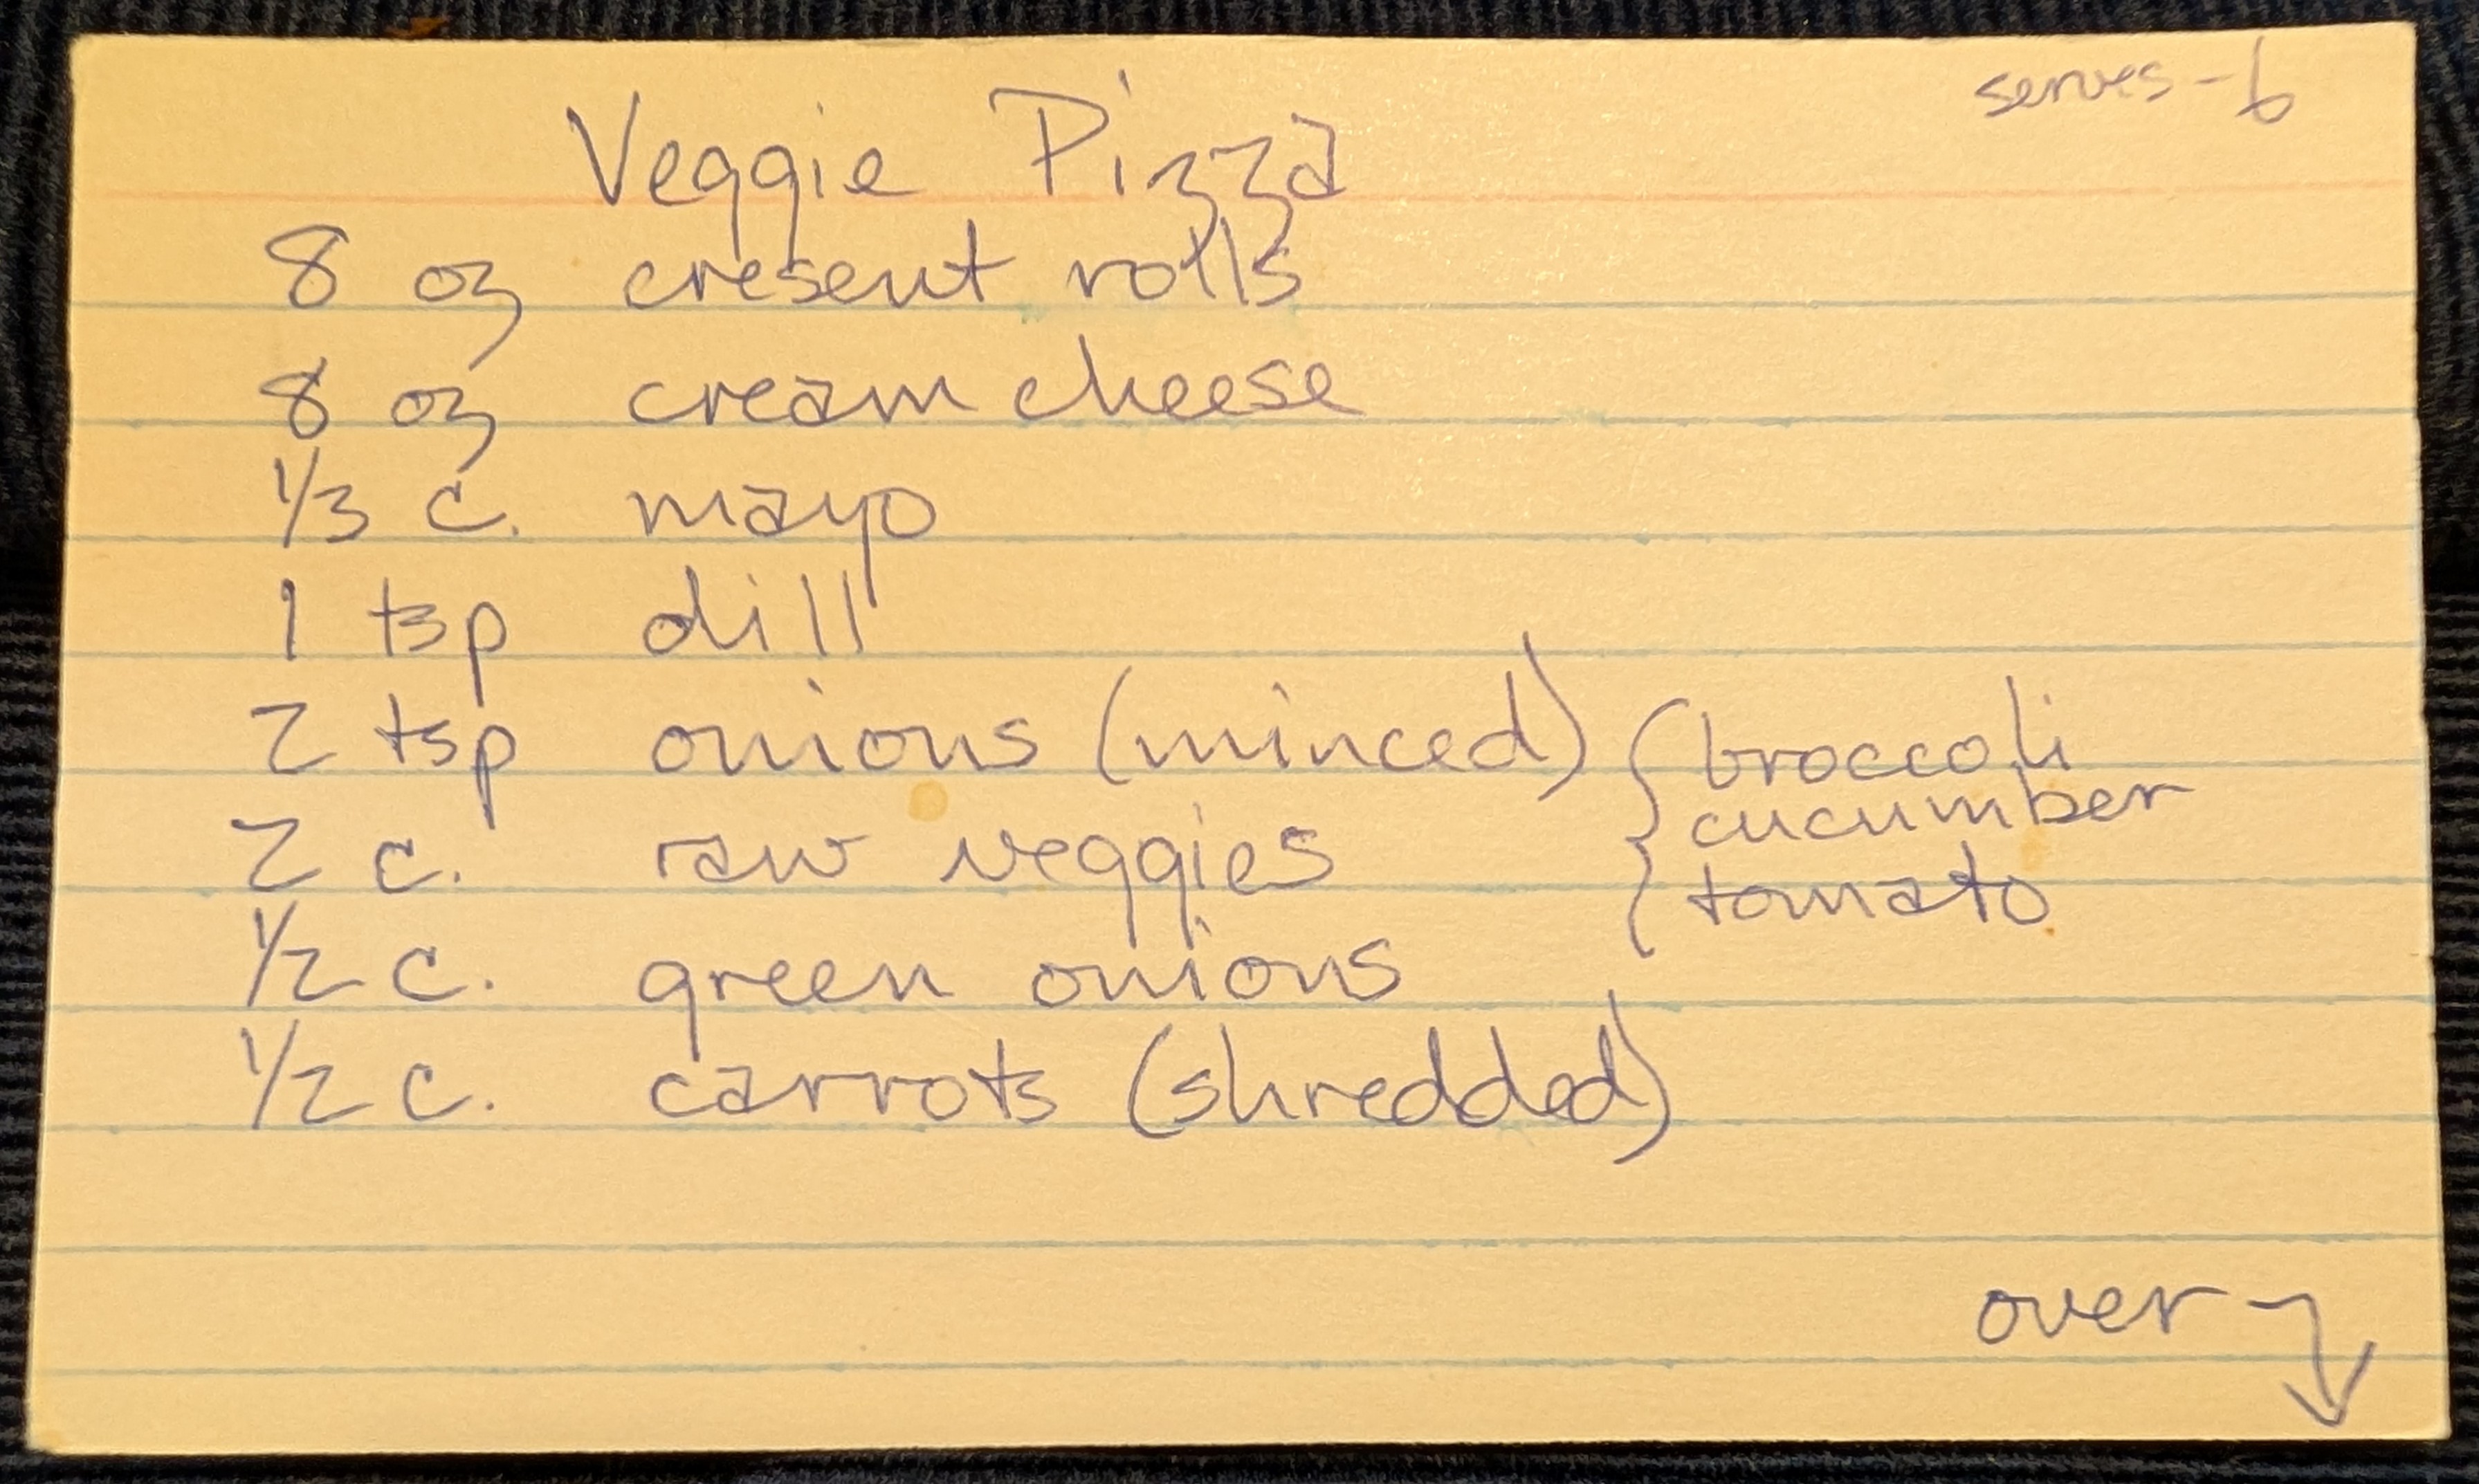 serves - 6
Veggie Pizza
8 oz cresent rolls
8 oz cream cheese
1/3 c. mayo
1 tsp dill
2 tsp onions (minced)
2 c. raw veggies { broccoli
cucumber
tomato
1/2 c. green onions
1/2 c. carrots (shredded)
over